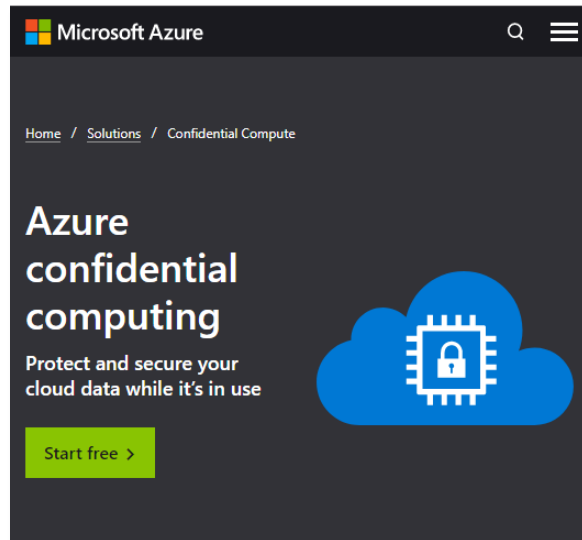 Microsoft Azure
Home / Solutions / Confidential Compute
Azure
confidential
computing
Protect and secure your
cloud data while it's in use
Start free >